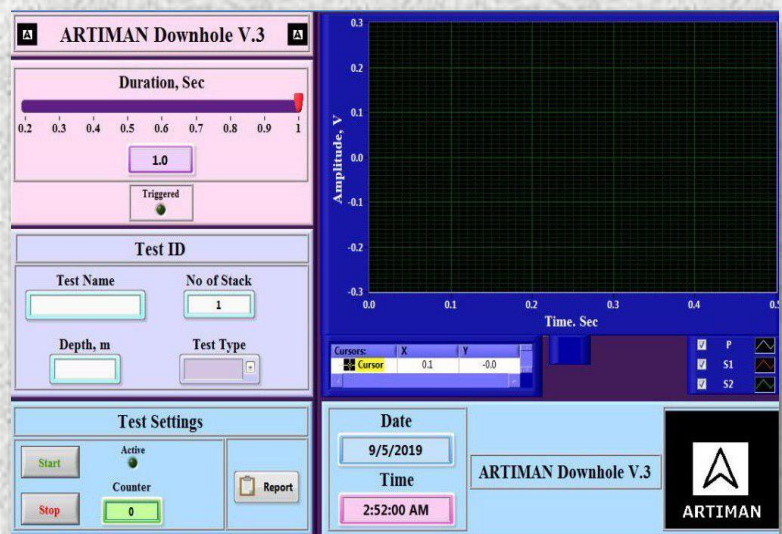 ARTIMAN Downhole V.3
Duration, Sec
0.2 0.3 0.4 0.5 0.6 0.7 0.8 0.9 1
1.0
Triggered
Test ID
Test Name No of Stack
1
Depth, m Test Type
Test Settings
Start
Active
Counter
Stop
0
Report
0.3
0.2
0.1
0.0
-0.1
-0.2
-0.3
Amplitude, V
0.0 0.1 0.2 0.3 0.4 0.5
Time. Sec
Cursors: X Y
Cursor 0.1 -0.0
P
S1
S2
Date
9/5/2019
Time
2:52:00 AM
ARTIMAN Downhole V.3
ARTIMAN